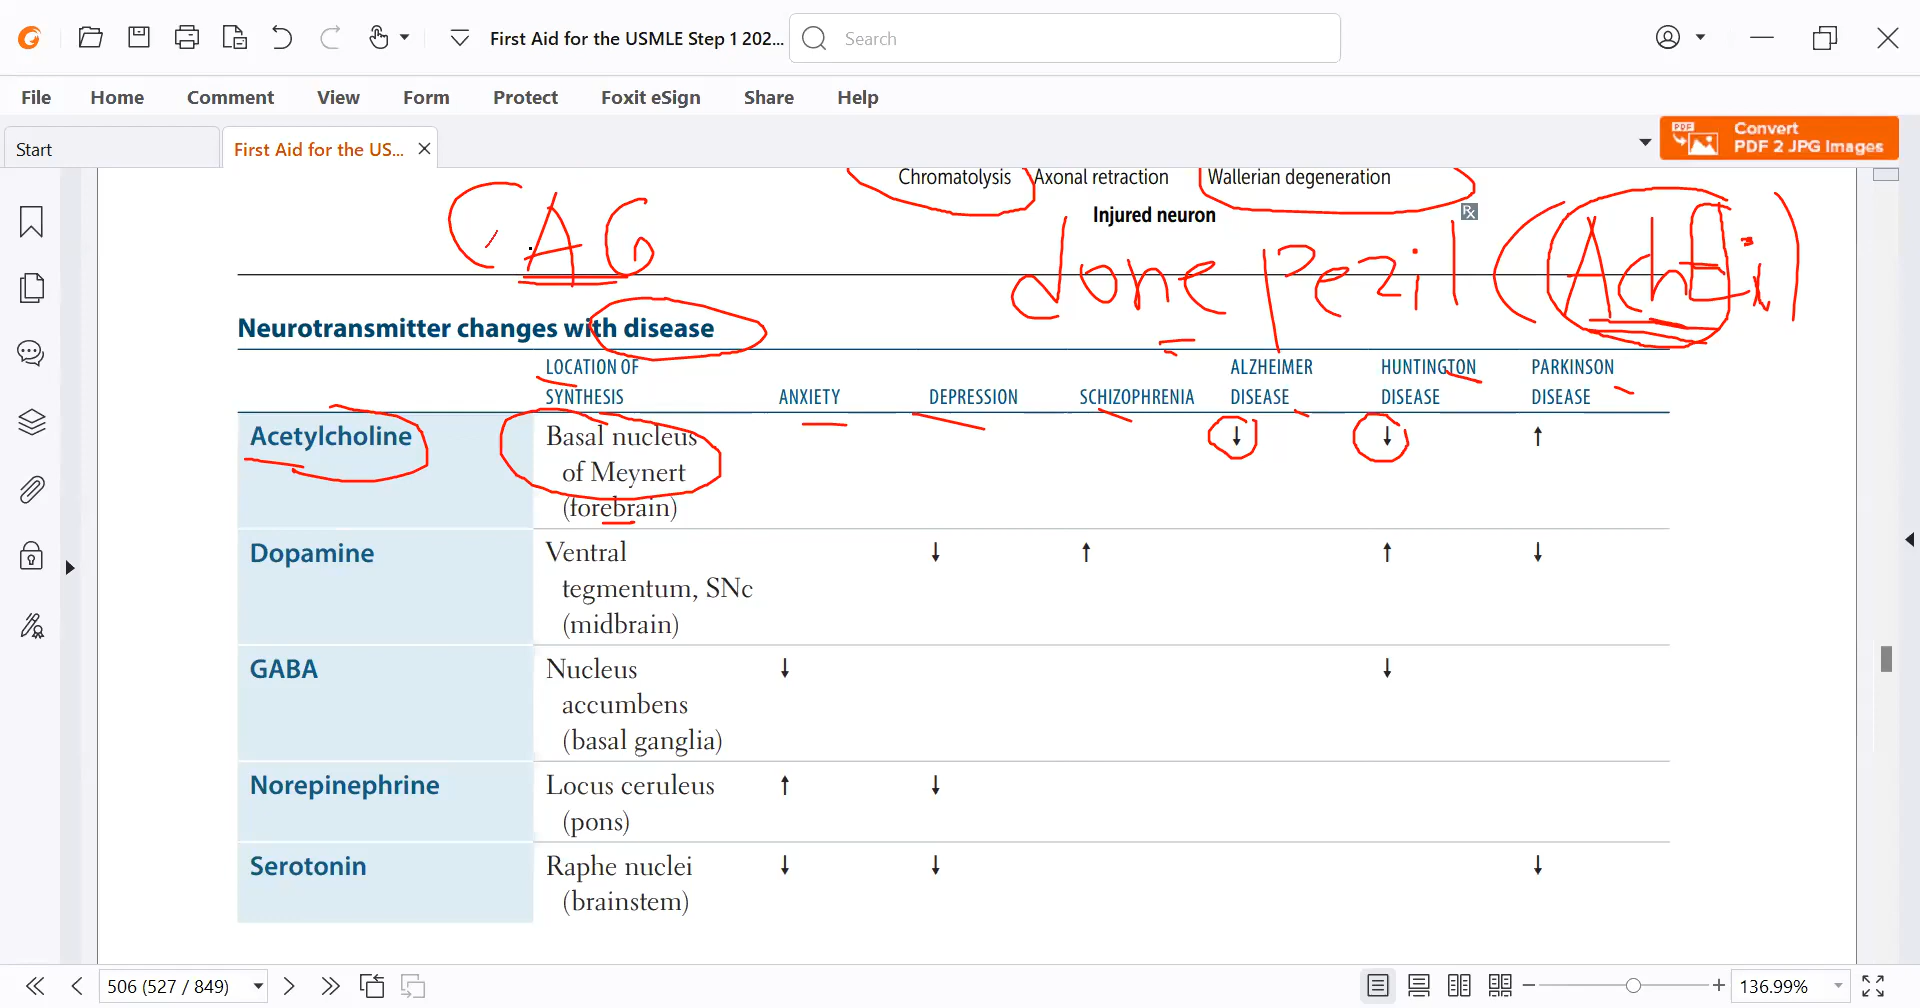 First Aid for the USMLE Step 1 202...
Search
File Home Comment View Form Protect Foxit eSign Share Help
Start
First Aid for the US...
PDF
Convert
PDF 2 JPG Images
Chromatolysis Axonal retraction Wallerian degeneration
Injured neuron
Rx
CAG
donepezil (AchEi)
Neurotransmitter changes with disease
LOCATION OF SYNTHESIS ANXIETY DEPRESSION SCHIZOPHRENIA ALZHEIMER DISEASE HUNTINGTON DISEASE PARKINSON DISEASE
Acetylcholine Basal nucleus ↓ ↓ ↑
of Meynert
(forebrain)
Dopamine Ventral ↓ ↑ ↑ ↓
tegmentum, SNc
(midbrain)
GABA Nucleus ↓ ↓
accumbens
(basal ganglia)
Norepinephrine Locus ceruleus ↑ ↓
(pons)
Serotonin Raphe nuclei ↓ ↓ ↓
(brainstem)
506 (527 / 849)
136.99%